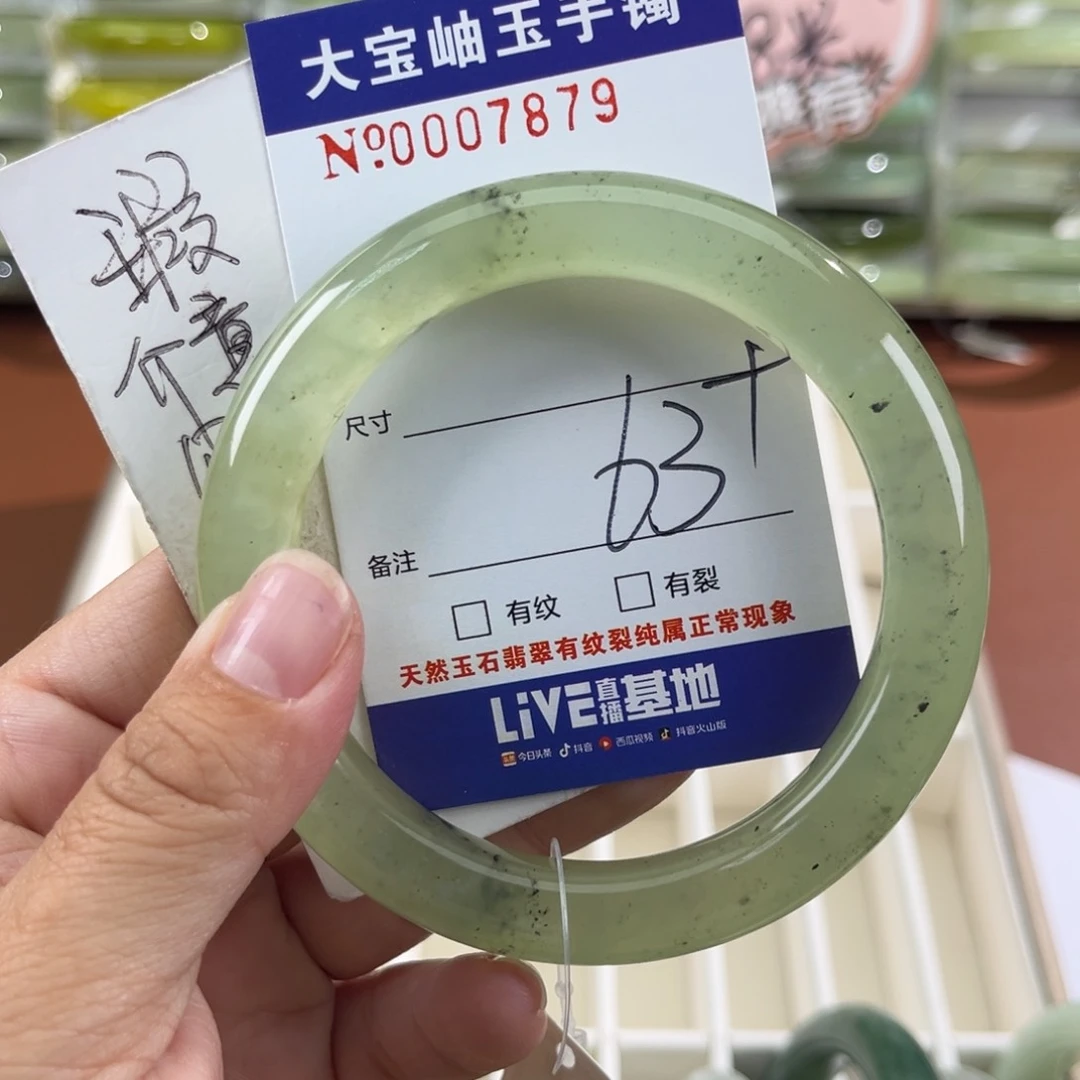 大宝岫玉手镯
№0007879
尺寸
63+
备注
有纹
有裂
天然玉石翡翠有纹裂纯属正常现象
LiVE直播基地
今日头条 抖音 西瓜视频 抖音火山版